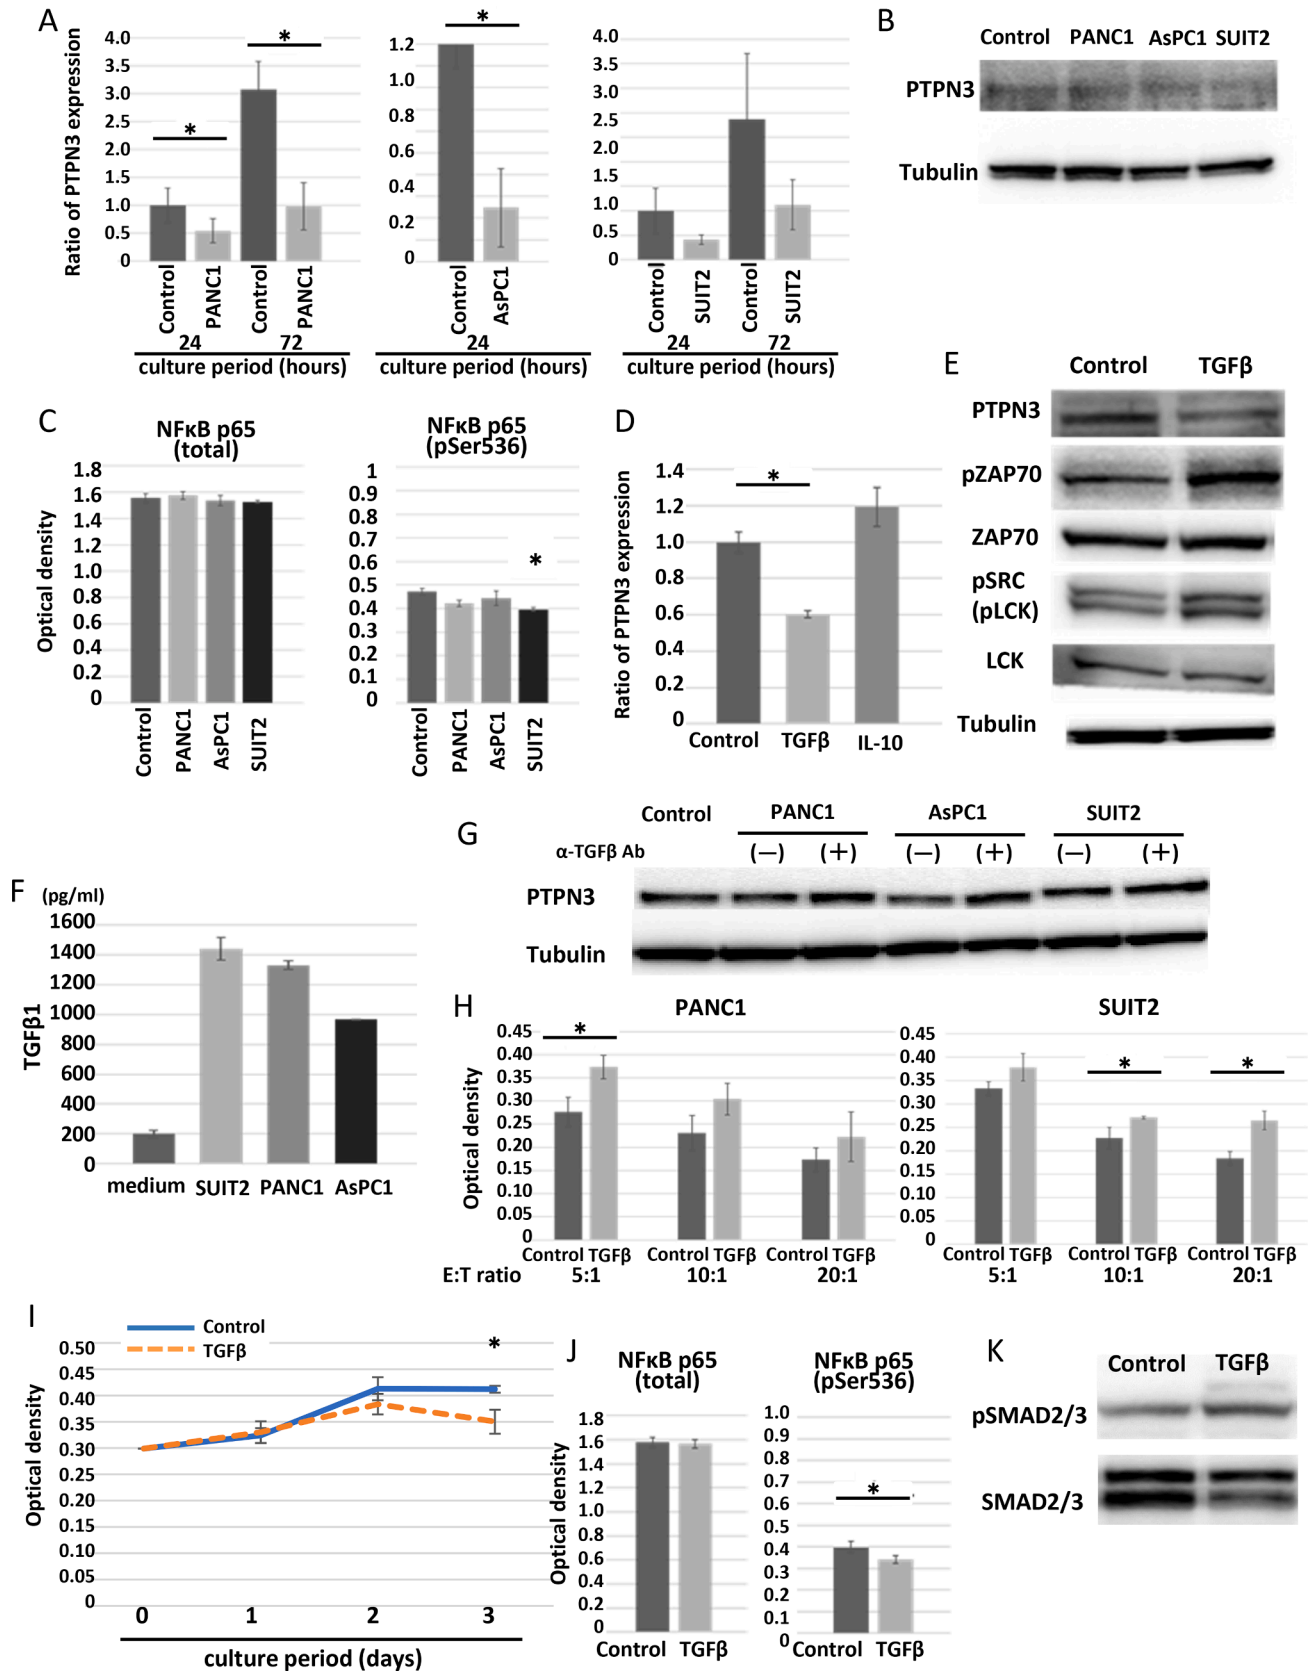 A
Ratio of PTPN3 expression
4.0
3.5
3.0
2.5
2.0
1.5
1.0
0.5
0
*
*
Control
PANC1
Control
PANC1
24
72
culture period (hours)
1.2
1
0.8
0.6
0.4
0.2
0
*
Control
AsPC1
24
culture period (hours)
4.0
3.5
3.0
2.5
2.0
1.5
1.0
0.5
0
Control
SUIT2
Control
SUIT2
24
72
culture period (hours)
B
Control PANC1 AsPC1 SUIT2
PTPN3
Tubulin
C
NFκB p65
(total)
Optical density
1.8
1.6
1.4
1.2
1.0
0.8
0.6
0.4
0.2
0
Control
PANC1
AsPC1
SUIT2
NFκB p65
(pSer536)
1
0.9
0.8
0.7
0.6
0.5
0.4
0.3
0.2
0.1
0
*
Control
PANC1
AsPC1
SUIT2
D
Ratio of PTPN3 expression
1.4
1.2
1.0
0.8
0.6
0.4
0.2
0
*
Control TGFβ IL-10
E
Control TGFβ
PTPN3
pZAP70
ZAP70
pSRC
(pLCK)
LCK
Tubulin
F
(pg/ml)
TGFβ1
1600
1400
1200
1000
800
600
400
200
0
medium SUIT2 PANC1 AsPC1
G
Control PANC1 AsPC1 SUIT2
α-TGFβ Ab (—) (+) (—) (+) (—) (+)
PTPN3
Tubulin
H
PANC1
Optical density
0.45
0.40
0.35
0.30
0.25
0.20
0.15
0.10
0.05
0
*
Control TGFβ Control TGFβ Control TGFβ
E:T ratio 5:1 10:1 20:1
SUIT2
0.45
0.40
0.35
0.30
0.25
0.20
0.15
0.10
0.05
0
* *
Control TGFβ Control TGFβ Control TGFβ
5:1 10:1 20:1
I
Control
TGFβ
Optical density
0.50
0.45
0.40
0.35
0.30
0.25
0.20
0.15
0.10
0.05
0
*
0 1 2 3
culture period (days)
J
NFκB p65
(total)
Optical density
1.8
1.6
1.4
1.2
1.0
0.8
0.6
0.4
0.2
0
Control TGFβ
NFκB p65
(pSer536)
1.0
0.9
0.8
0.7
0.6
0.5
0.4
0.3
0.2
0.1
0
*
Control TGFβ
K
Control TGFβ
pSMAD2/3
SMAD2/3